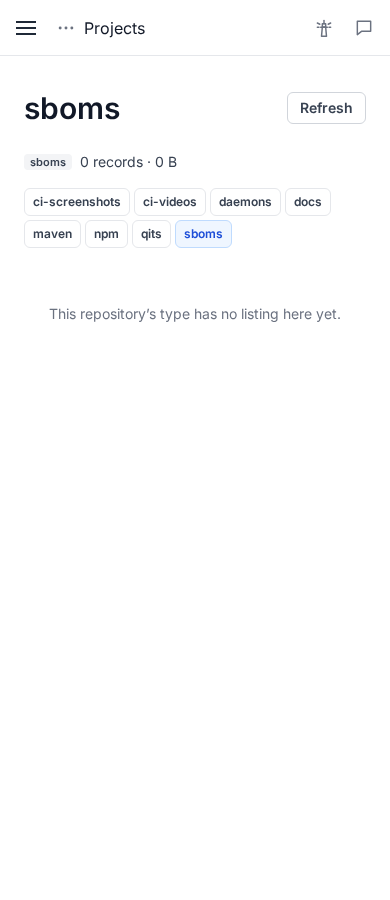 Projects
sboms
Refresh
sboms 0 records · 0 B
ci-screenshots ci-videos daemons docs
maven npm qits sboms
This repository’s type has no listing here yet.